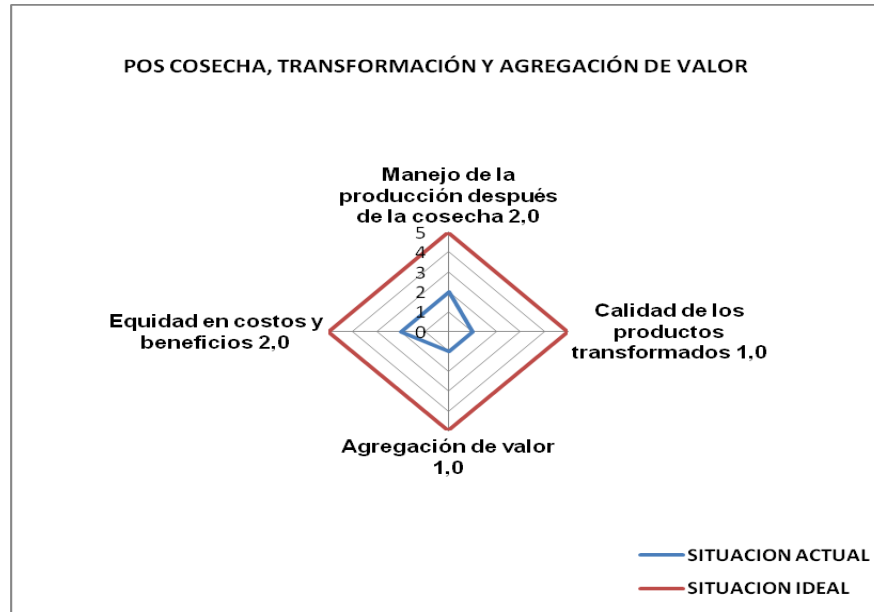 POS COSECHA, TRANSFORMACIÓN Y AGREGACIÓN DE VALOR
Manejo de la
producción después
de la cosecha 2,0
5
4
3
2
1
0
Calidad de los
productos
transformados 1,0
Equidad en costos y
beneficios 2,0
Agregación de valor
1,0
SITUACION ACTUAL
SITUACION IDEAL